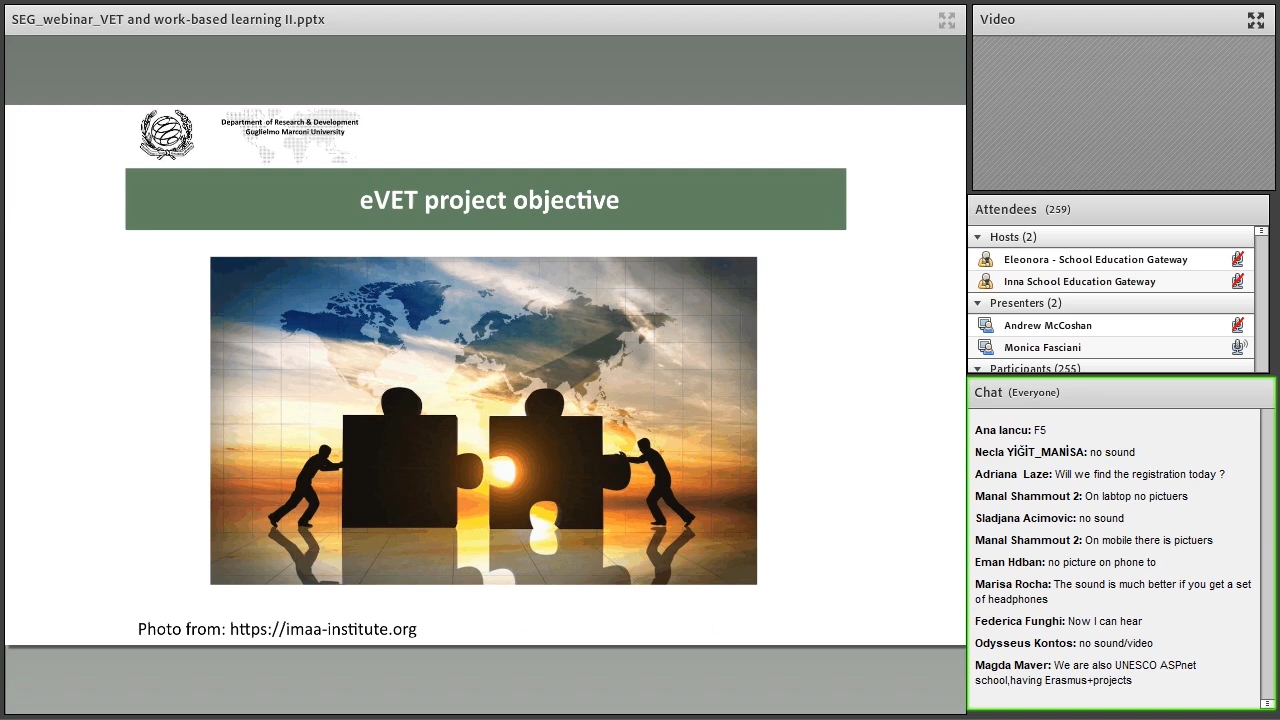 SEG_webinar_VET and work-based learning II.pptx
Department of Research & Development
Guglielmo Marconi University
eVET project objective
Photo from: https://imaa-institute.org
Video
Attendees (259)
Hosts (2)
Eleonora - School Education Gateway
Inna School Education Gateway
Presenters (2)
Andrew McCoshan
Monica Fasciani
Participants (255)
Chat (Everyone)
Ana Iancu: F5
Necla YİĞİT_MANİSA: no sound
Adriana Laze: Will we find the registration today ?
Manal Shammout 2: On labtop no pictuers
Sladjana Acimovic: no sound
Manal Shammout 2: On mobile there is pictuers
Eman Hdban: no picture on phone to
Marisa Rocha: The sound is much better if you get a set
of headphones
Federica Funghi: Now I can hear
Odysseus Kontos: no sound/video
Magda Maver: We are also UNESCO ASPnet
school,having Erasmus+projects